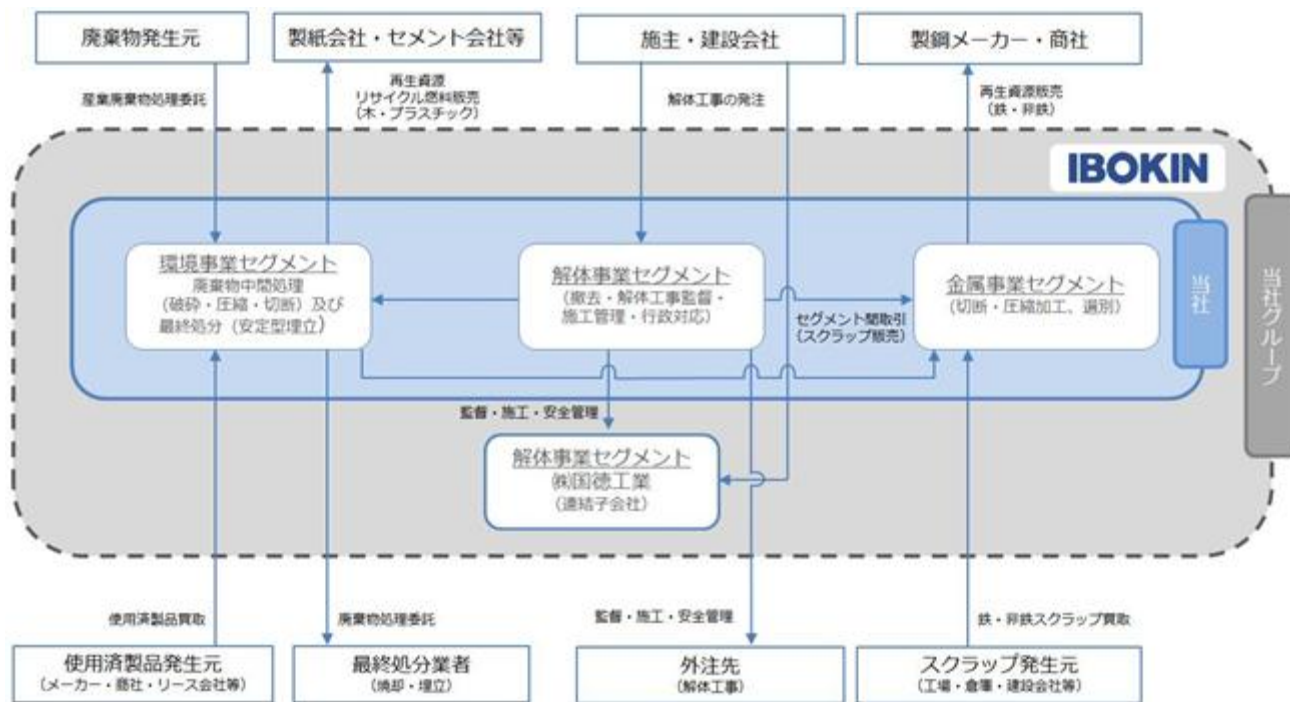 廃棄物発生元
製紙会社・セメント会社等
施主・建設会社
製鋼メーカー・商社
産業廃棄物処理委託
再生資源
リサイクル燃料販売
（木・プラスチック）
解体工事の発注
再生資源販売
（鉄・非鉄）
IBOKIN
環境事業セグメント
廃棄物中間処理
（破砕・圧縮・切断）及び
最終処分（安定型埋立）
解体事業セグメント
（撤去・解体工事監督・
施工管理・行政対応）
セグメント間取引
（スクラップ販売）
金属事業セグメント
（切断・圧縮加工、選別）
当社
当社グループ
監督・施工・安全管理
解体事業セグメント
㈱国徳工業
（連結子会社）
使用済製品買取
廃棄物処理委託
監督・施工・安全管理
鉄・非鉄スクラップ買取
使用済製品発生元
（メーカー・商社・リース会社等）
最終処分業者
（焼却・埋立）
外注先
（解体工事）
スクラップ発生元
（工場・倉庫・建設会社等）